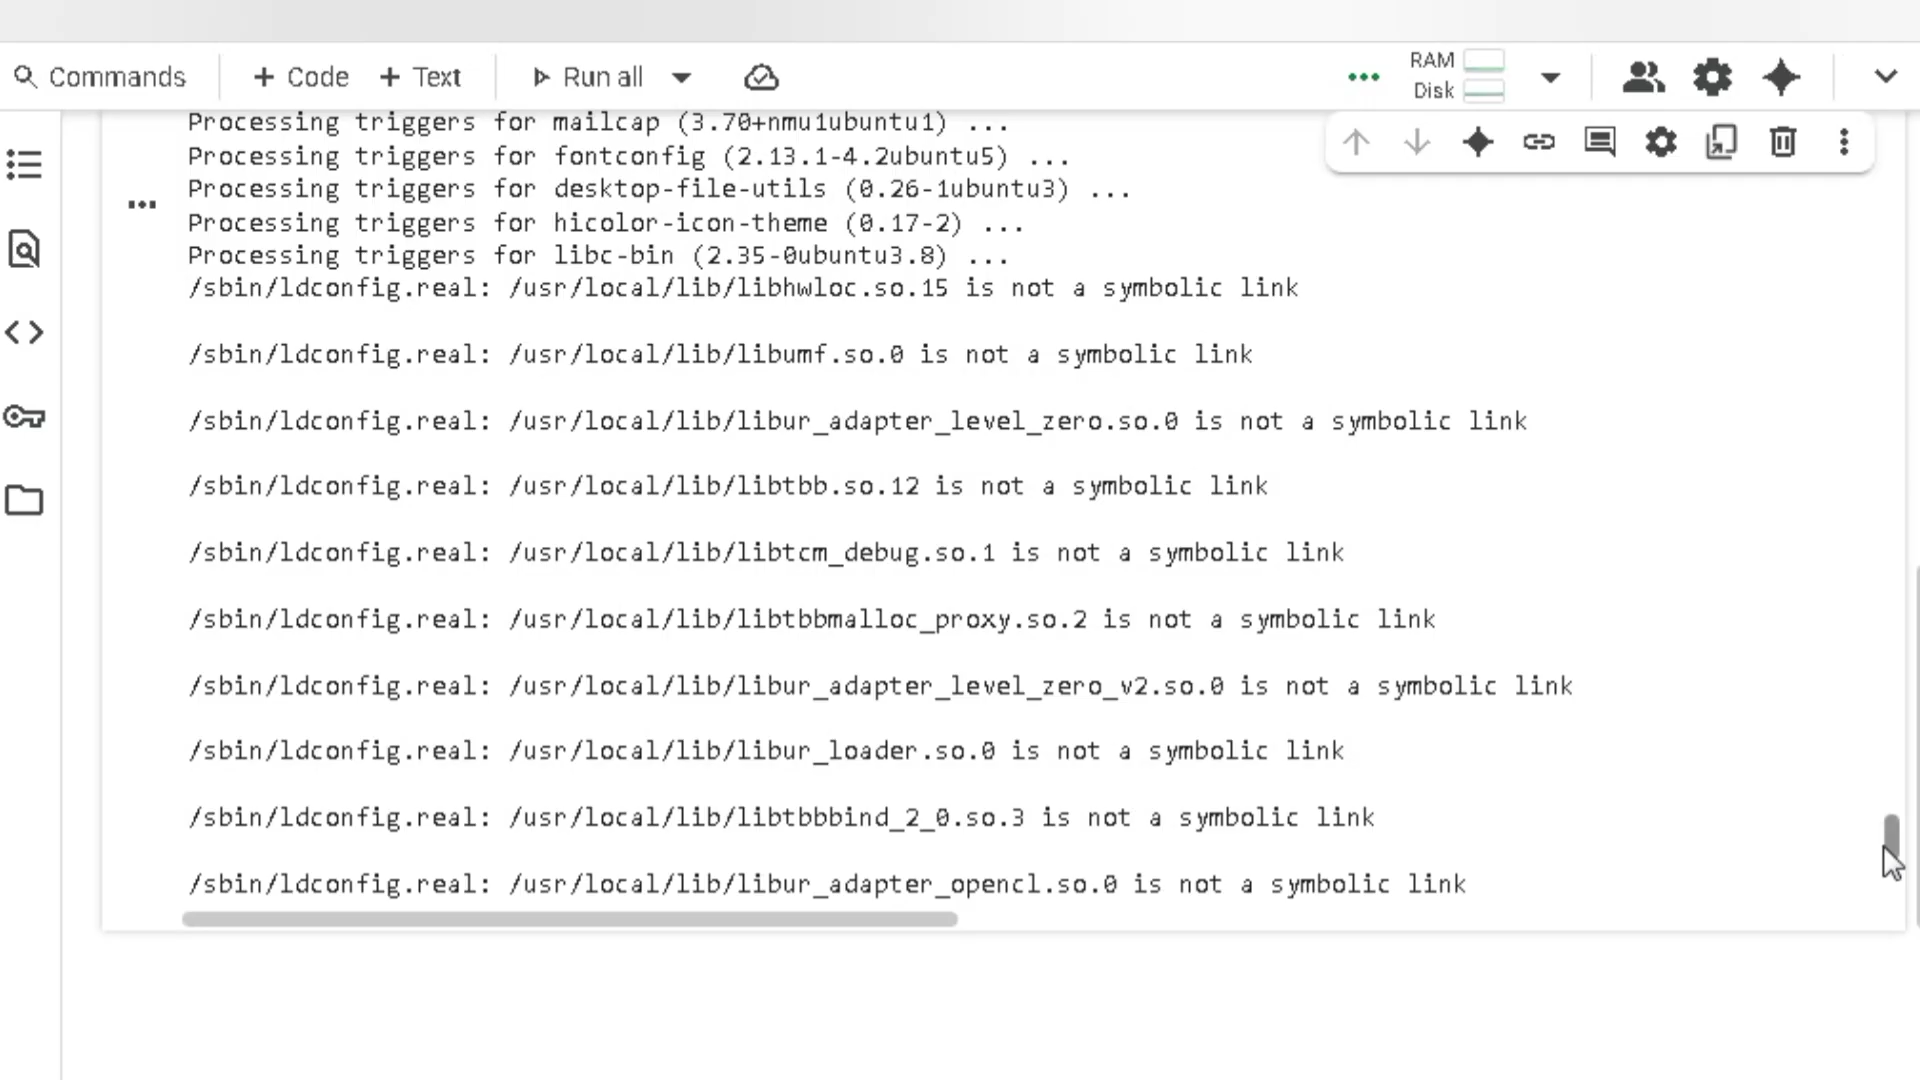 Commands
+ Code
+ Text
Run all
RAM
Disk
Processing triggers for mailcap (3.70+nmu1ubuntu1) ...
Processing triggers for fontconfig (2.13.1-4.2ubuntu5) ...
Processing triggers for desktop-file-utils (0.26-1ubuntu3) ...
Processing triggers for hicolor-icon-theme (0.17-2) ...
Processing triggers for libc-bin (2.35-0ubuntu3.8) ...
/sbin/ldconfig.real: /usr/local/lib/libhwloc.so.15 is not a symbolic link
/sbin/ldconfig.real: /usr/local/lib/libumf.so.0 is not a symbolic link
/sbin/ldconfig.real: /usr/local/lib/libur_adapter_level_zero.so.0 is not a symbolic link
/sbin/ldconfig.real: /usr/local/lib/libtbb.so.12 is not a symbolic link
/sbin/ldconfig.real: /usr/local/lib/libtcm_debug.so.1 is not a symbolic link
/sbin/ldconfig.real: /usr/local/lib/libtbbmalloc_proxy.so.2 is not a symbolic link
/sbin/ldconfig.real: /usr/local/lib/libur_adapter_level_zero_v2.so.0 is not a symbolic link
/sbin/ldconfig.real: /usr/local/lib/libur_loader.so.0 is not a symbolic link
/sbin/ldconfig.real: /usr/local/lib/libtbbbind_2_0.so.3 is not a symbolic link
/sbin/ldconfig.real: /usr/local/lib/libur_adapter_opencl.so.0 is not a symbolic link